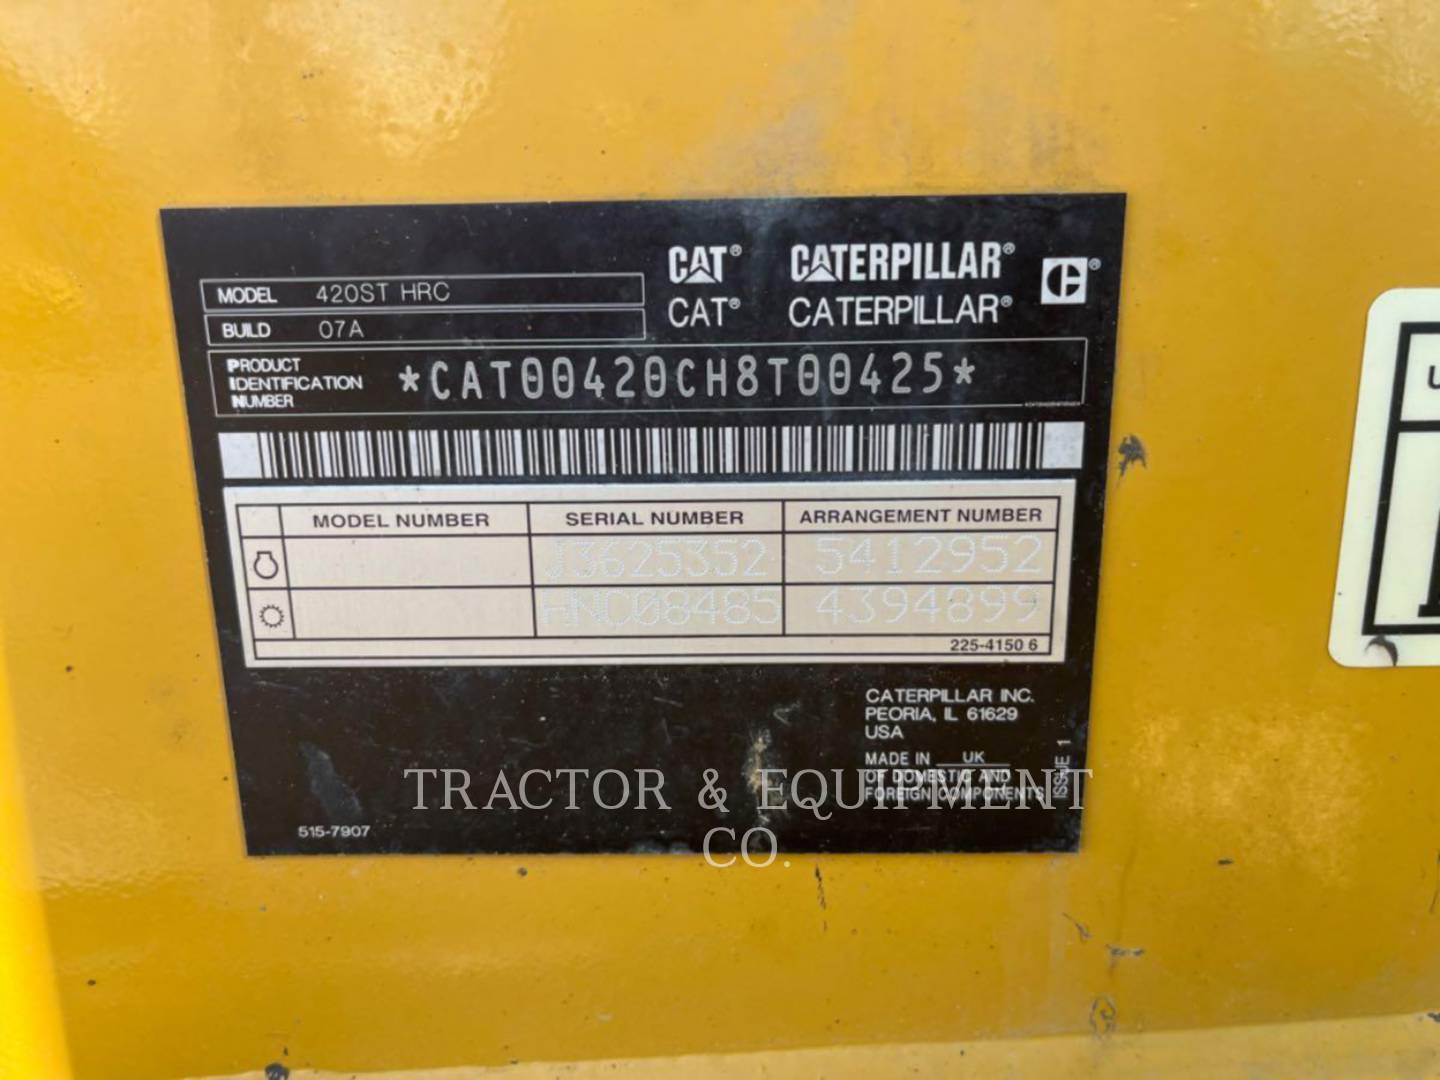 CAT® CATERPILLAR®
CAT® CATERPILLAR®
MODEL 420ST HRC
BUILD 07A
PRODUCT IDENTIFICATION NUMBER *CAT00420CH8T00425*
MODEL NUMBER SERIAL NUMBER ARRANGEMENT NUMBER
J3625352 5412952
HNC08485 4394899
225-4150 6
CATERPILLAR INC.
PEORIA, IL 61629
USA
MADE IN UK
OF DOMESTIC AND
FOREIGN COMPONENTS
ISSUE 1
515-7907
TRACTOR & EQUIPMENT
CO.